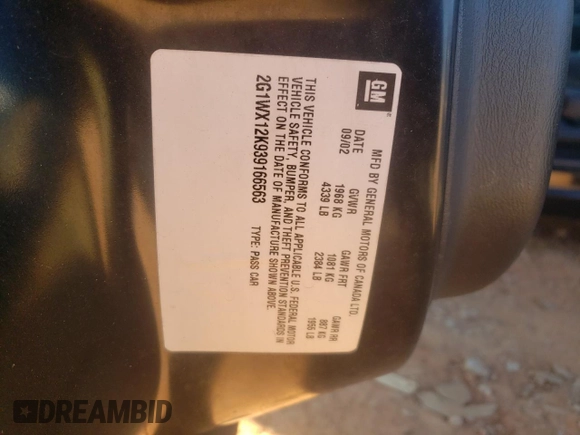 GM
®
MFD BY GENERAL MOTORS OF CANADA LTD.
DATE GVWR GAWR FRT GAWR RR
09/02 1968 KG 1081 KG 887 KG
4339 LB 2384 LB 1955 LB
THIS VEHICLE CONFORMS TO ALL APPLICABLE U.S. FEDERAL MOTOR
VEHICLE SAFETY, BUMPER, AND THEFT PREVENTION STANDARDS IN
EFFECT ON THE DATE OF MANUFACTURE SHOWN ABOVE.
2G1WX12K939166563 TYPE: PASS CAR
DREAMBID